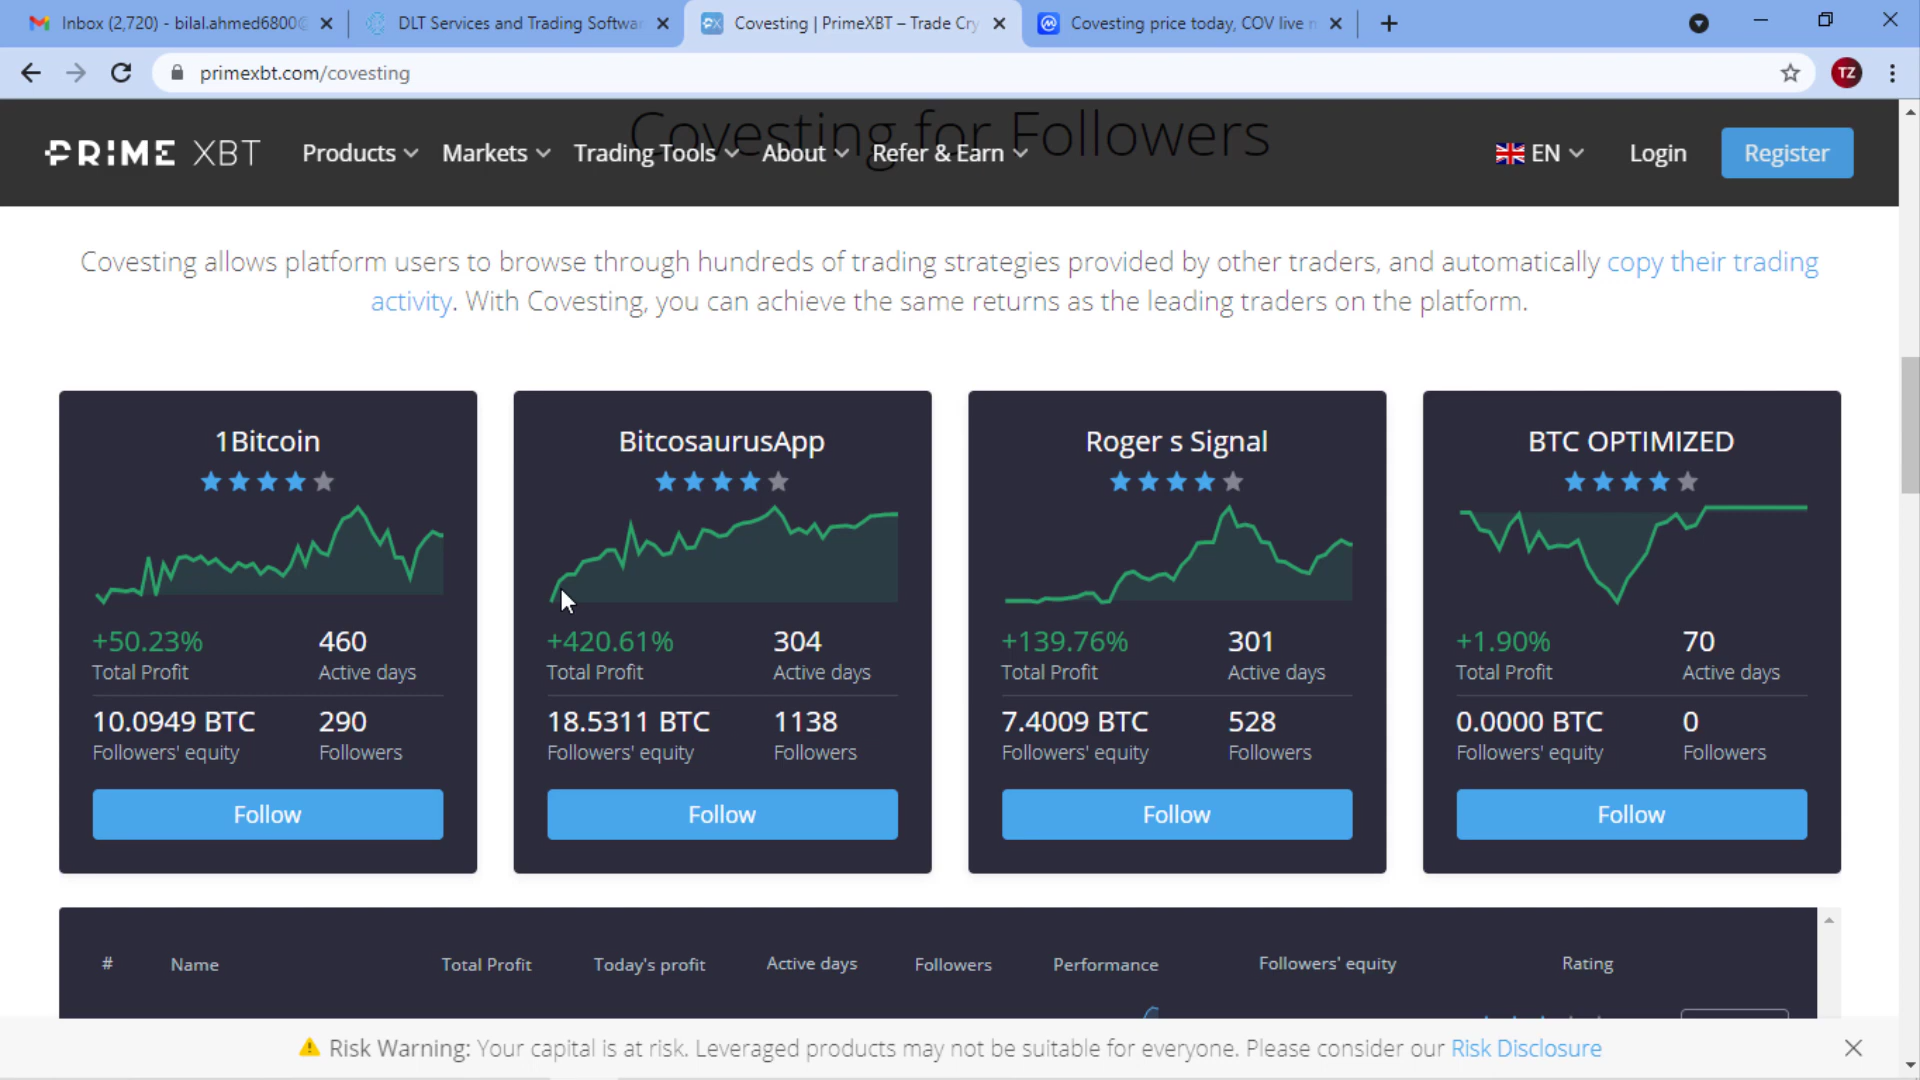 Inbox (2,720) - bilal.ahmed6800@
DLT Services and Trading Softwar
Covesting | PrimeXBT – Trade Cry
Covesting price today, COV live m
primexbt.com/covesting
TZ
Covesting for Followers
PRIME XBT
Products
Markets
Trading Tools
About
Refer & Earn
EN
Login
Register
Covesting allows platform users to browse through hundreds of trading strategies provided by other traders, and automatically copy their trading
activity. With Covesting, you can achieve the same returns as the leading traders on the platform.
1Bitcoin
+50.23%
460
Total Profit
Active days
10.0949 BTC
290
Followers' equity
Followers
Follow
BitcosaurusApp
+420.61%
304
Total Profit
Active days
18.5311 BTC
1138
Followers' equity
Followers
Follow
Roger s Signal
+139.76%
301
Total Profit
Active days
7.4009 BTC
528
Followers' equity
Followers
Follow
BTC OPTIMIZED
+1.90%
70
Total Profit
Active days
0.0000 BTC
0
Followers' equity
Followers
Follow
# Name Total Profit Today's profit Active days Followers Performance Followers' equity Rating
Risk Warning: Your capital is at risk. Leveraged products may not be suitable for everyone. Please consider our Risk Disclosure